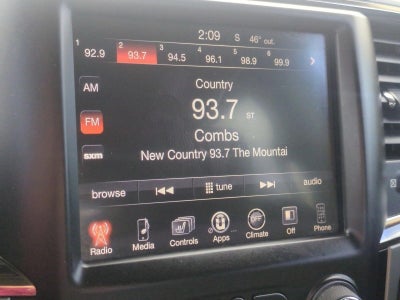 2:09 S 46° out.
1 2 3 4 5 6
92.9 93.7 94.5 96.1 98.9 99.9
AM
Country
93.7 ST
FM
Combs
sxm
New Country 93.7 The Mountai
browse tune audio
Radio Media Controls Apps Climate Off Phone
OFF